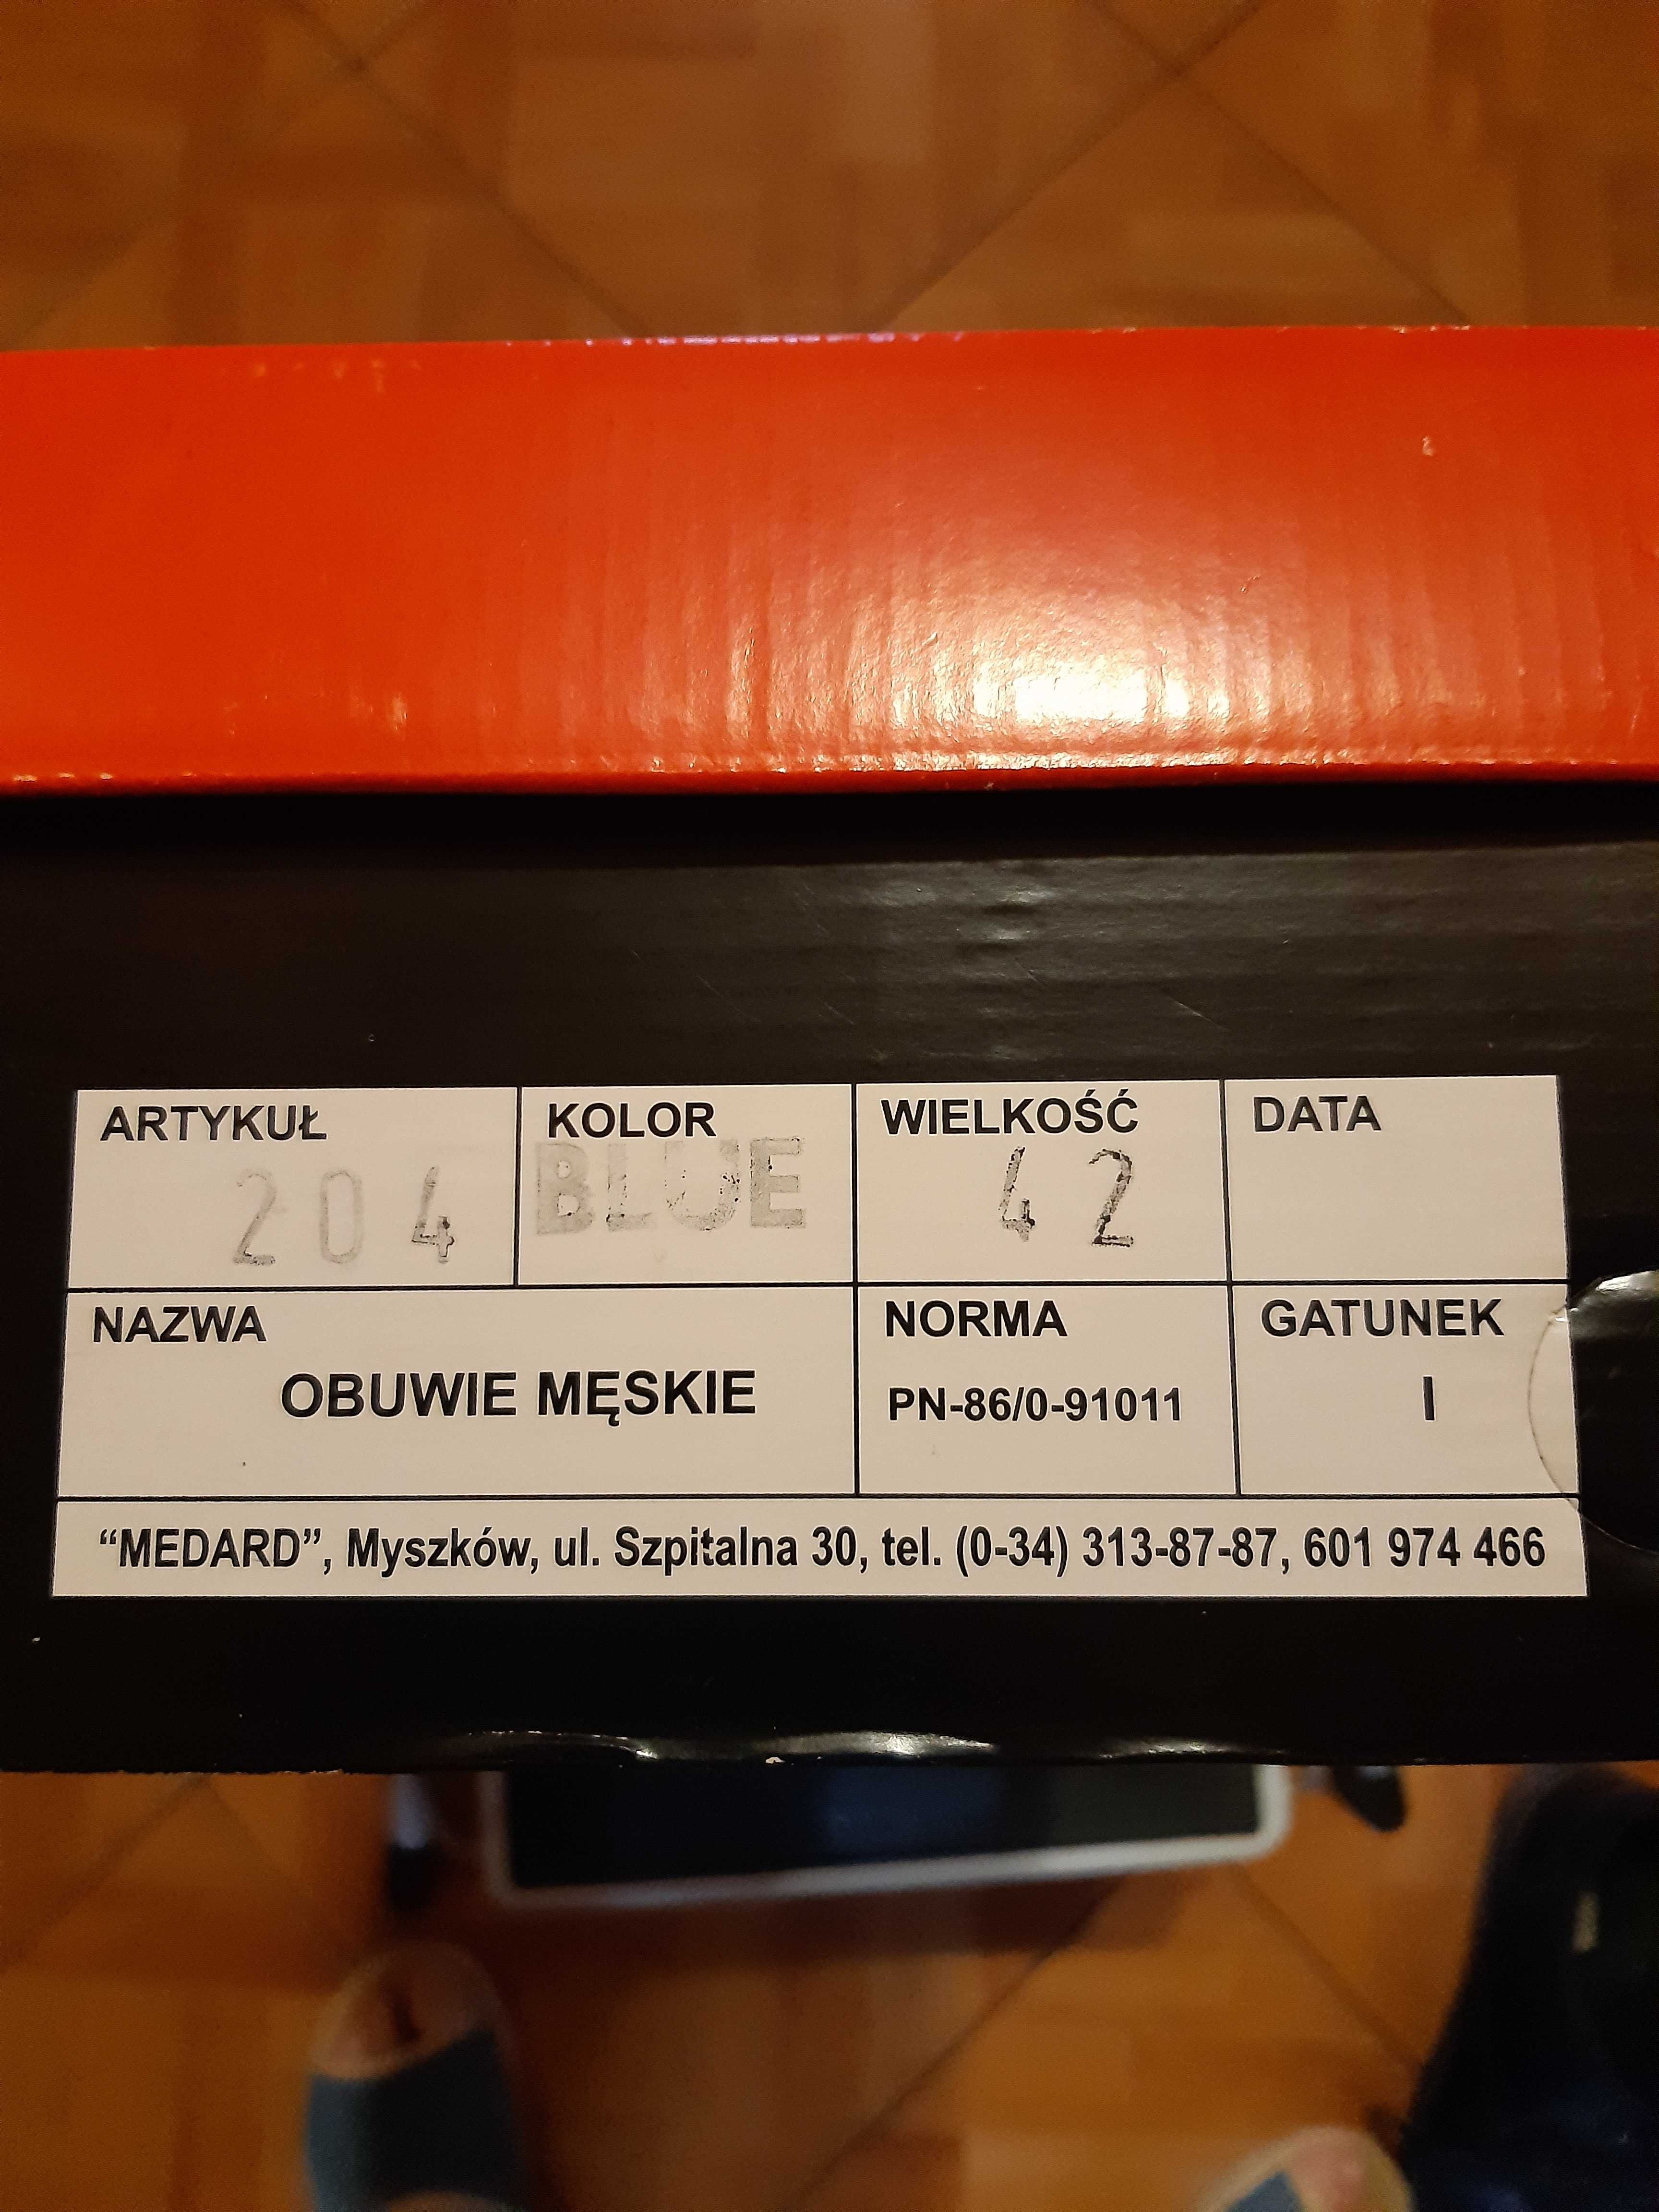 ARTYKUŁ KOLOR WIELKOŚĆ DATA
204 BLUE 42
NAZWA NORMA GATUNEK
OBUWIE MĘSKIE PN-86/0-91011 I
“MEDARD”, Myszków, ul. Szpitalna 30, tel. (0-34) 313-87-87, 601 974 466